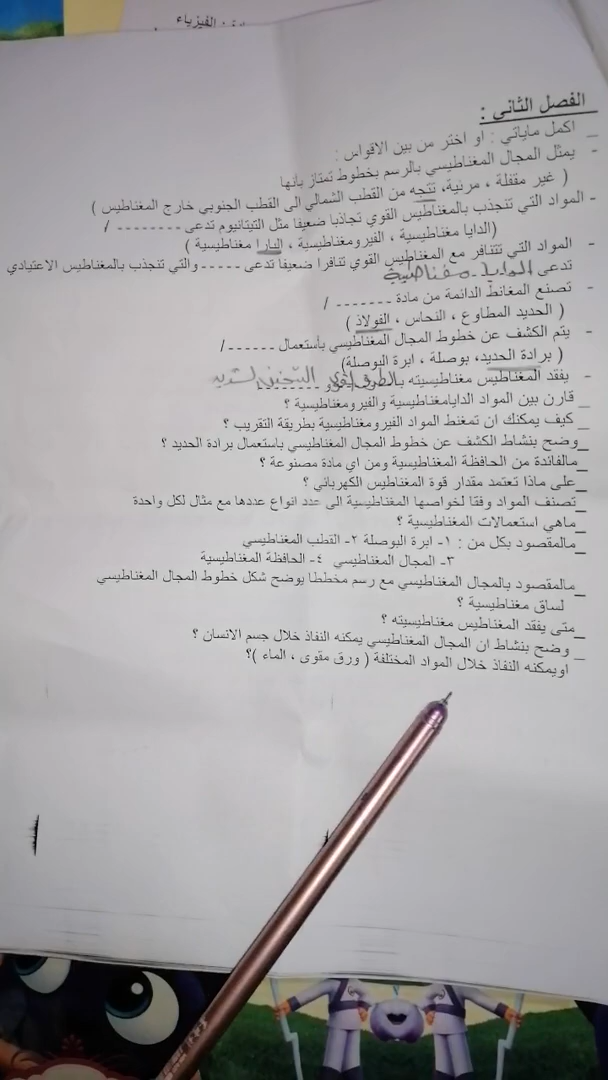 الفيزياء
الفصل الثاني :
_ اكمل ماياتي : او اختر من بين الاقواس :
- يمثل المجال المغناطيسي بالرسم بخطوط تمتاز بانها
( غير مقفلة ، مرئية، تتجه من القطب الشمالي الى القطب الجنوبي خارج المغناطيس )
- المواد التي تنجذب بالمغناطيس القوي تجاذبا ضعيفا مثل التيتانيوم تدعى -------- /
(الدايا مغناطيسية ، الفيرومغناطيسية ، البارا مغناطيسية )
- المواد التي تتنافر مع المغناطيس القوي تنافرا ضعيفا تدعى ----- والتي تنجذب بالمغناطيس الاعتيادي
تدعى الدايا مغناطيسية
- تصنع المغانط الدائمة من مادة ------- /
( الحديد المطاوع ، النحاس ، الفولاذ )
- يتم الكشف عن خطوط المجال المغناطيسي بأستعمال ------/
( برادة الحديد، بوصلة ، ابرة البوصلة)
- يفقد المغناطيس مغناطيسيته بالطرق القوي التسخين الشديد
_ قارن بين المواد الدايامغناطيسية والفيرومغناطيسية ؟
_ كيف يمكنك ان تمغنط المواد الفيرومغناطيسية بطريقة التقريب ؟
_ وضح بنشاط الكشف عن خطوط المجال المغناطيسي باستعمال برادة الحديد ؟
_ مالفائدة من الحافظة المغناطيسية ومن اي مادة مصنوعة ؟
_ على ماذا تعتمد مقدار قوة المغناطيس الكهربائي ؟
_ تصنف المواد وفقا لخواصها المغناطيسية الى عدد انواع عددها مع مثال لكل واحدة
_ ماهي استعمالات المغناطيسية ؟
_ مالمقصود بكل من : ١- ابرة البوصلة ٢- القطب المغناطيسي
٣- المجال المغناطيسي ٤- الحافظة المغناطيسية
_ مالمقصود بالمجال المغناطيسي مع رسم مخططا يوضح شكل خطوط المجال المغناطيسي
لساق مغناطيسية ؟
_ متى يفقد المغناطيس مغناطيسيته ؟
_ وضح بنشاط ان المجال المغناطيسي يمكنه النفاذ خلال جسم الانسان ؟
اويمكنه النفاذ خلال المواد المختلفة ( ورق مقوى ، الماء )؟